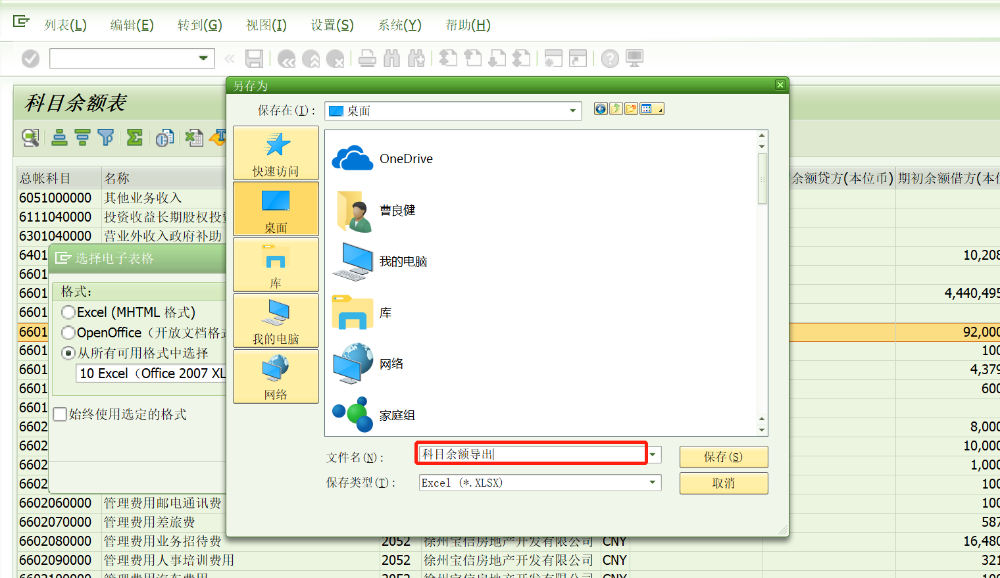 列表(L) 编辑(E) 转到(G) 视图(I) 设置(S) 系统(Y) 帮助(H)
科目余额表
总帐科目 名称 余额贷方(本位币) 期初余额借方(本位
6051000000 其他业务收入
6111040000 投资收益长期股权投
6301040000 营业外收入政府补助
6401 10,208
6601
6601 4,440,495
6601
6601 92,000
6601 100
6601 4,379
6601 600
6601
6602 8,000
6602 10,000
6602 1,000
6602 100
6602060000 管理费用邮电通讯费 100
6602070000 管理费用差旅费 587
6602080000 管理费用业务招待费 2052 徐州宝信房地产开发有限公司 CNY 16,480
6602090000 管理费用人事培训费用 2052 徐州宝信房地产开发有限公司 CNY 321
选择电子表格
格式:
Excel (MHTML 格式)
OpenOffice（开放文档格式
从所有可用格式中选择
10 Excel（Office 2007 XL
始终使用选定的格式
另存为
保存在(I): 桌面
快速访问
桌面
库
我的电脑
网络
OneDrive
曹良健
我的电脑
库
网络
家庭组
文件名(N): 科目余额导出 保存(S)
保存类型(T): Excel (*.XLSX) 取消